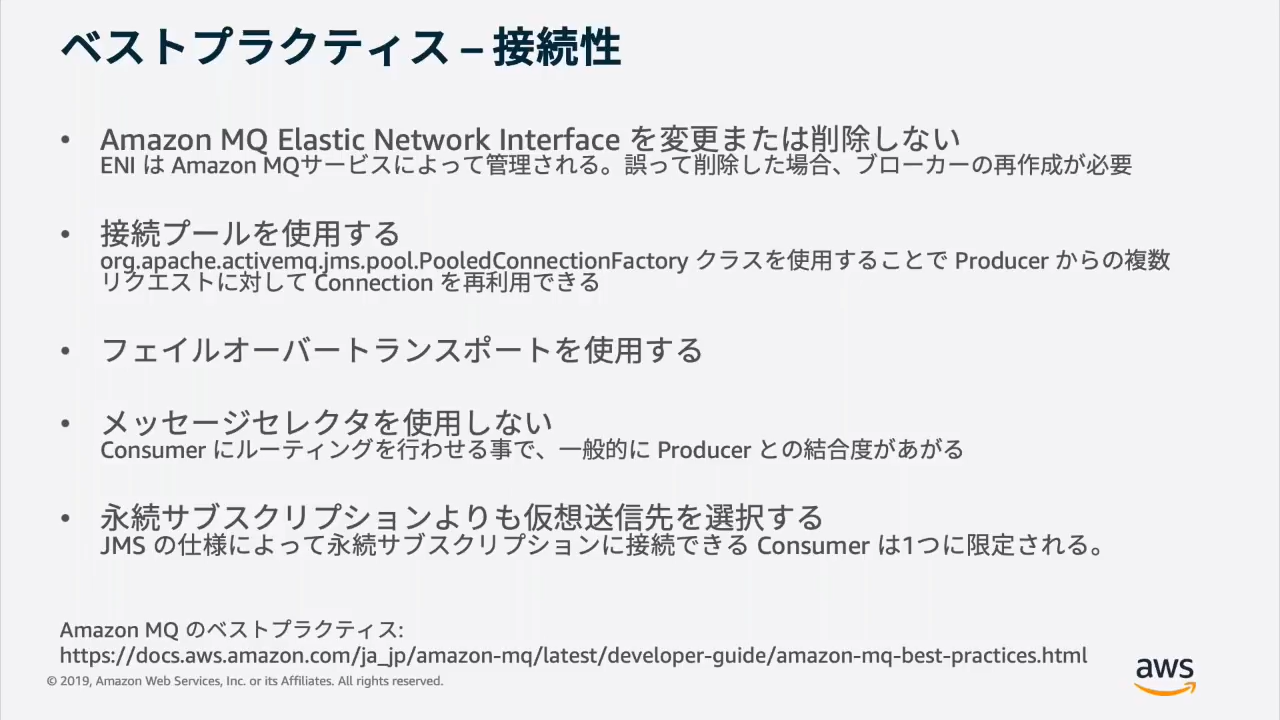 ベストプラクティス – 接続性
• Amazon MQ Elastic Network Interface を変更または削除しない
ENI は Amazon MQサービスによって管理される。誤って削除した場合、ブローカーの再作成が必要
• 接続プールを使用する
org.apache.activemq.jms.pool.PooledConnectionFactory クラスを使用することで Producer からの複数
リクエストに対して Connection を再利用できる
• フェイルオーバートランスポートを使用する
• メッセージセレクタを使用しない
Consumer にルーティングを行わせる事で、一般的に Producer との結合度があがる
• 永続サブスクリプションよりも仮想送信先を選択する
JMS の仕様によって永続サブスクリプションに接続できる Consumer は1つに限定される。
Amazon MQ のベストプラクティス:
https://docs.aws.amazon.com/ja_jp/amazon-mq/latest/developer-guide/amazon-mq-best-practices.html
© 2019, Amazon Web Services, Inc. or its Affiliates. All rights reserved.
aws